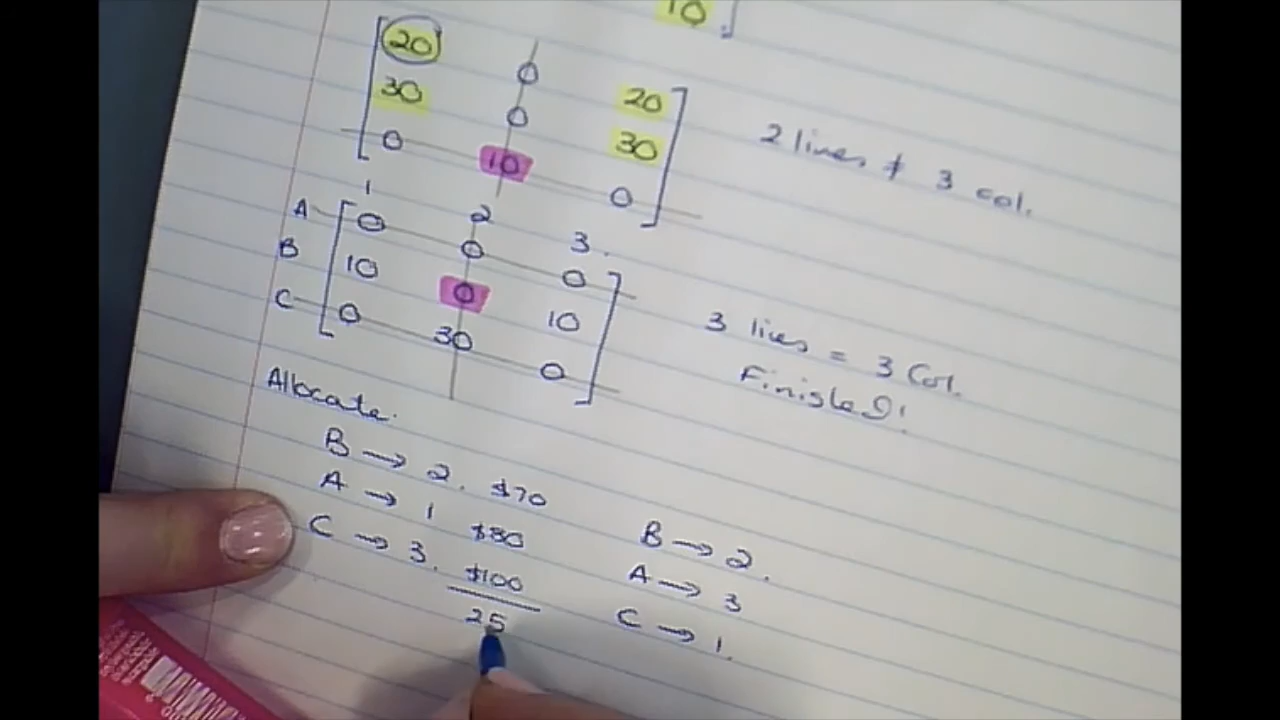 10
20 0
30 0 20
0 10 30
0
2 lines ≠ 3 col.
1 2 3.
A 0 0 0
B 10 0 10
C 0 30 0
3 lines = 3 Col.
Finished!
Allocate.
B → 2. $70
A → 1 $80
C → 3. $100
25
B → 2.
A → 3
C → 1.